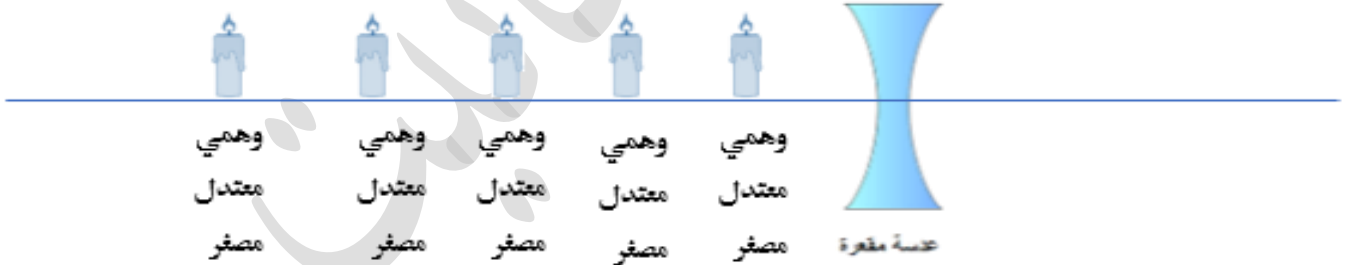 وهمي وهمي وهمي وهمي وهمي
معتدل معتدل معتدل معتدل معتدل
مصغر مصغر مصغر مصغر مصغر
عدسة مقعرة